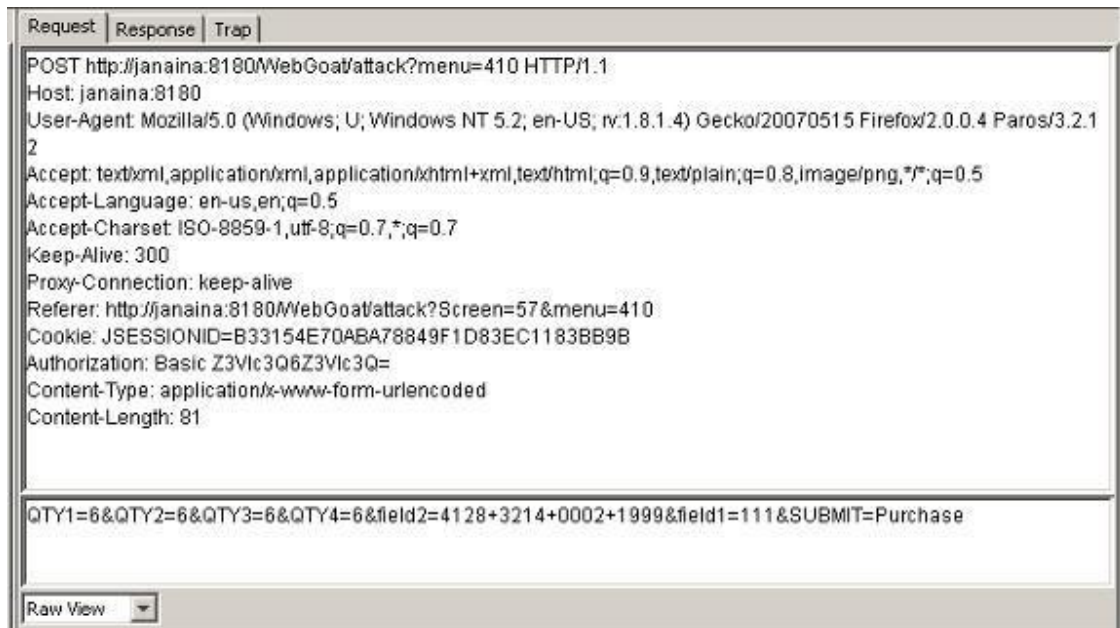 Request Response Trap
POST http://janaina:8180/WebGoat/attack?menu=410 HTTP/1.1
Host: janaina:8180
User-Agent: Mozilla/5.0 (Windows; U; Windows NT 5.2; en-US; rv:1.8.1.4) Gecko/20070515 Firefox/2.0.0.4 Paros/3.2.1
2
Accept: text/xml,application/xml,application/xhtml+xml,text/html;q=0.9,text/plain;q=0.8,image/png,*/*;q=0.5
Accept-Language: en-us,en;q=0.5
Accept-Charset: ISO-8859-1,utf-8;q=0.7,*;q=0.7
Keep-Alive: 300
Proxy-Connection: keep-alive
Referer: http://janaina:8180/WebGoat/attack?Screen=57&menu=410
Cookie: JSESSIONID=B33154E70ABA78849F1D83EC1183BB9B
Authorization: Basic Z3Vlc3Q6Z3Vlc3Q=
Content-Type: application/x-www-form-urlencoded
Content-Length: 81
QTY1=6&QTY2=6&QTY3=6&QTY4=6&field2=4128+3214+0002+1999&field1=111&SUBMIT=Purchase
Raw View